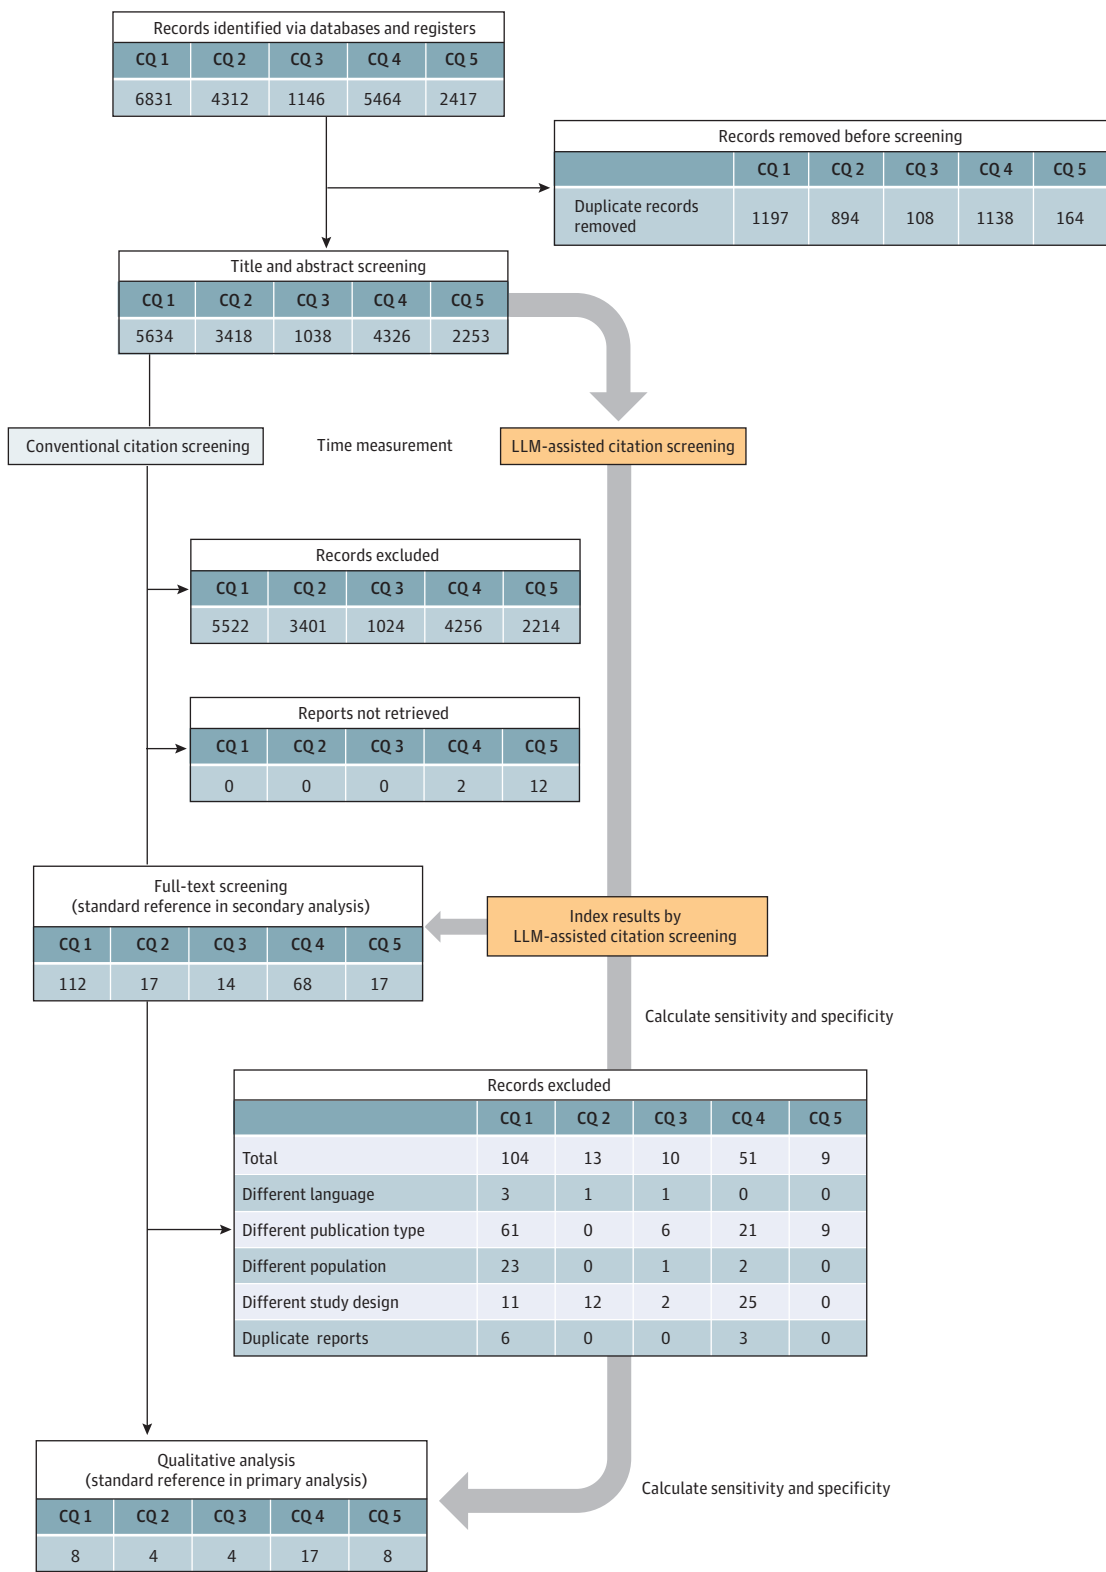 Records identified via databases and registers
CQ 1 CQ 2 CQ 3 CQ 4 CQ 5
6831 4312 1146 5464 2417
Records removed before screening
CQ 1 CQ 2 CQ 3 CQ 4 CQ 5
Duplicate records
removed
1197 894 108 1138 164
Title and abstract screening
CQ 1 CQ 2 CQ 3 CQ 4 CQ 5
5634 3418 1038 4326 2253
Conventional citation screening
Time measurement
LLM-assisted citation screening
Records excluded
CQ 1 CQ 2 CQ 3 CQ 4 CQ 5
5522 3401 1024 4256 2214
Reports not retrieved
CQ 1 CQ 2 CQ 3 CQ 4 CQ 5
0 0 0 2 12
Full-text screening
(standard reference in secondary analysis)
CQ 1 CQ 2 CQ 3 CQ 4 CQ 5
112 17 14 68 17
Index results by
LLM-assisted citation screening
Calculate sensitivity and specificity
Records excluded
CQ 1 CQ 2 CQ 3 CQ 4 CQ 5
Total 104 13 10 51 9
Different language 3 1 1 0 0
Different publication type 61 0 6 21 9
Different population 23 0 1 2 0
Different study design 11 12 2 25 0
Duplicate reports 6 0 0 3 0
Qualitative analysis
(standard reference in primary analysis)
CQ 1 CQ 2 CQ 3 CQ 4 CQ 5
8 4 4 17 8
Calculate sensitivity and specificity